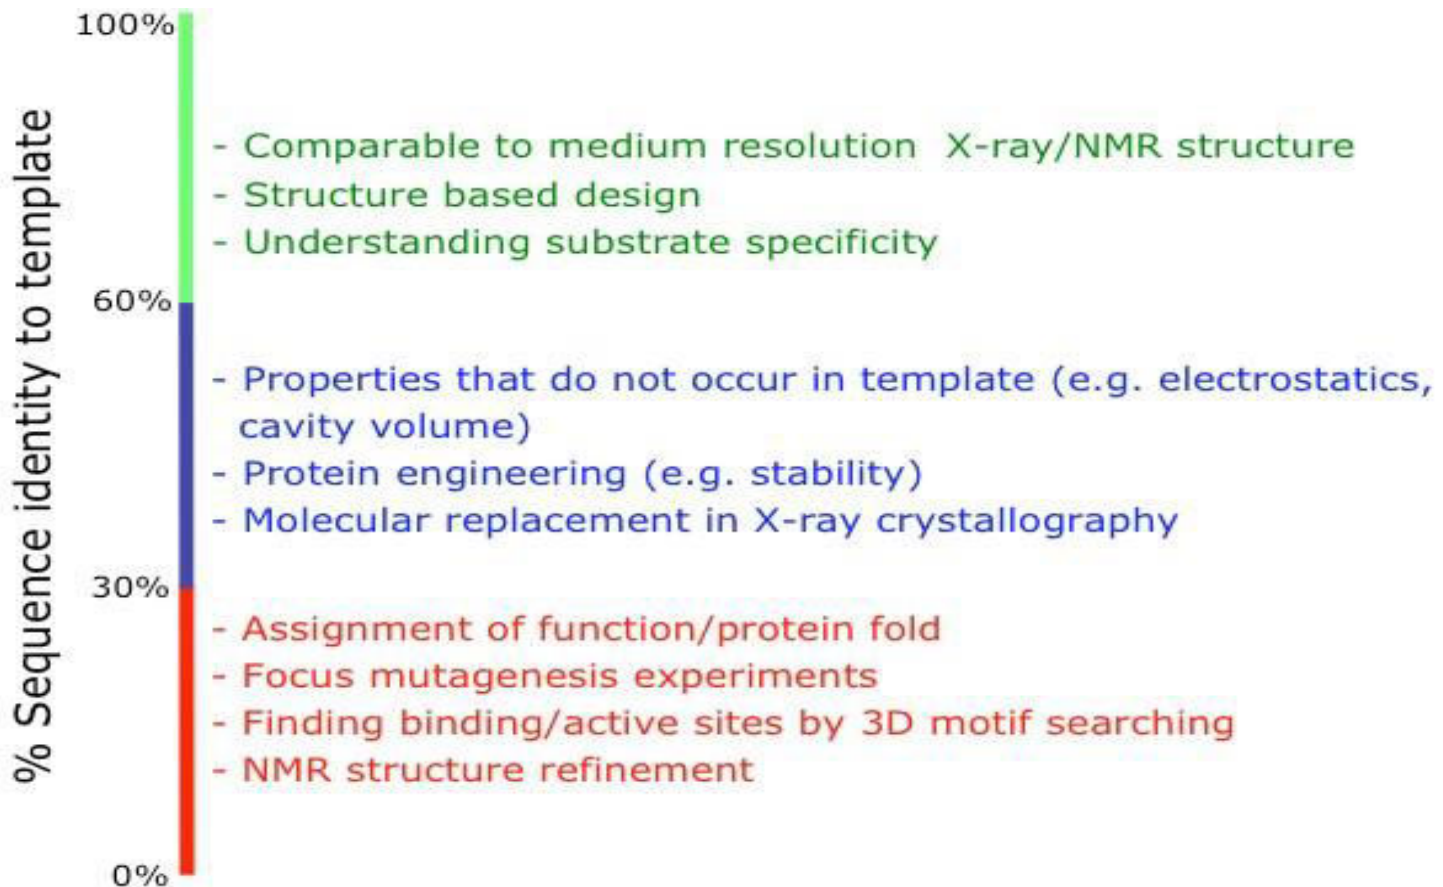 % Sequence identity to template
100%
- Comparable to medium resolution X-ray/NMR structure
- Structure based design
- Understanding substrate specificity
60%
- Properties that do not occur in template (e.g. electrostatics,
cavity volume)
- Protein engineering (e.g. stability)
- Molecular replacement in X-ray crystallography
30%
- Assignment of function/protein fold
- Focus mutagenesis experiments
- Finding binding/active sites by 3D motif searching
- NMR structure refinement
0%